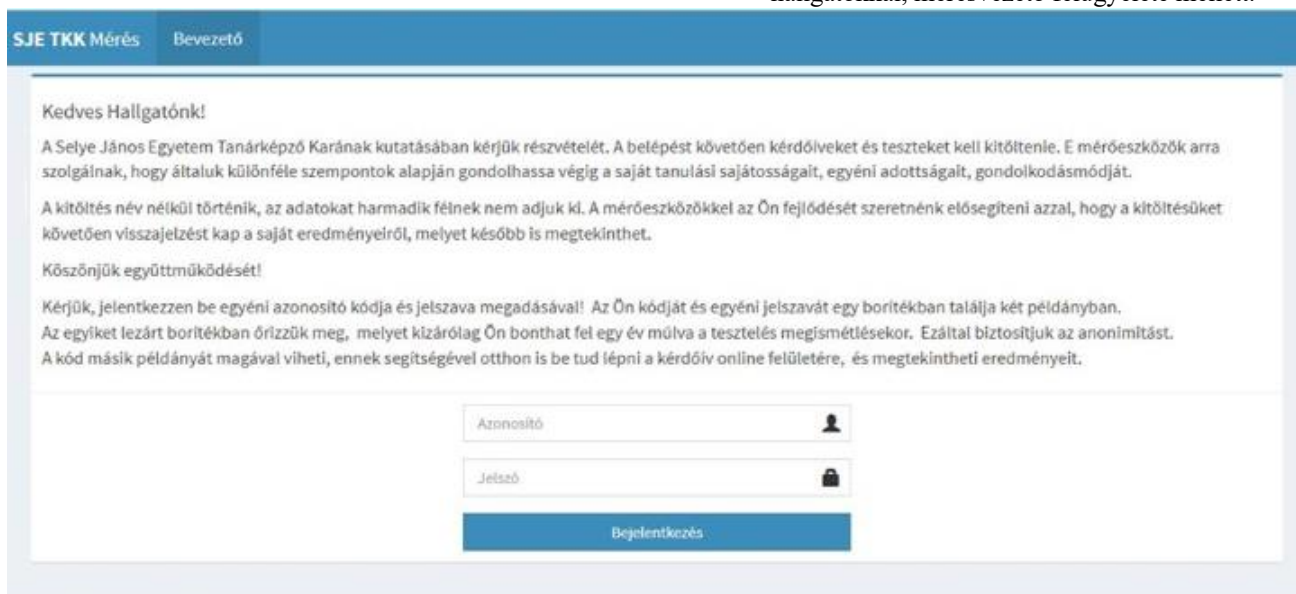 SJE TKK Mérés Bevezető
Kedves Hallgatónk!
A Selye János Egyetem Tanárképző Karának kutatásában kérjük részvételét. A belépést követően kérdőíveket és teszteket kell kitöltenie. E mérőeszközök arra
szolgálnak, hogy általuk különféle szempontok alapján gondolhassa végig a saját tanulási sajátosságait, egyéni adottságait, gondolkodásmódját.
A kitöltés név nélkül történik, az adatokat harmadik félnek nem adjuk ki. A mérőeszközökkel az Ön fejlődését szeretnénk elősegíteni azzal, hogy a kitöltésüket
követően visszajelzést kap a saját eredményeiről, melyet később is megtekinthet.
Köszönjük együttműködését!
Kérjük, jelentkezzen be egyéni azonosító kódja és jelszava megadásával! Az Ön kódját és egyéni jelszavát egy borítékban találja két példányban.
Az egyiket lezárt borítékban őrizzük meg, melyet kizárólag Ön bonthat fel egy év múlva a tesztelés megismétlésekor. Ezáltal biztosítjuk az anonimitást.
A kód másik példányát magával viheti, ennek segítségével otthon is be tud lépni a kérdőív online felületére, és megtekintheti eredményeit.
Azonosító
Jelszó
Bejelentkezés